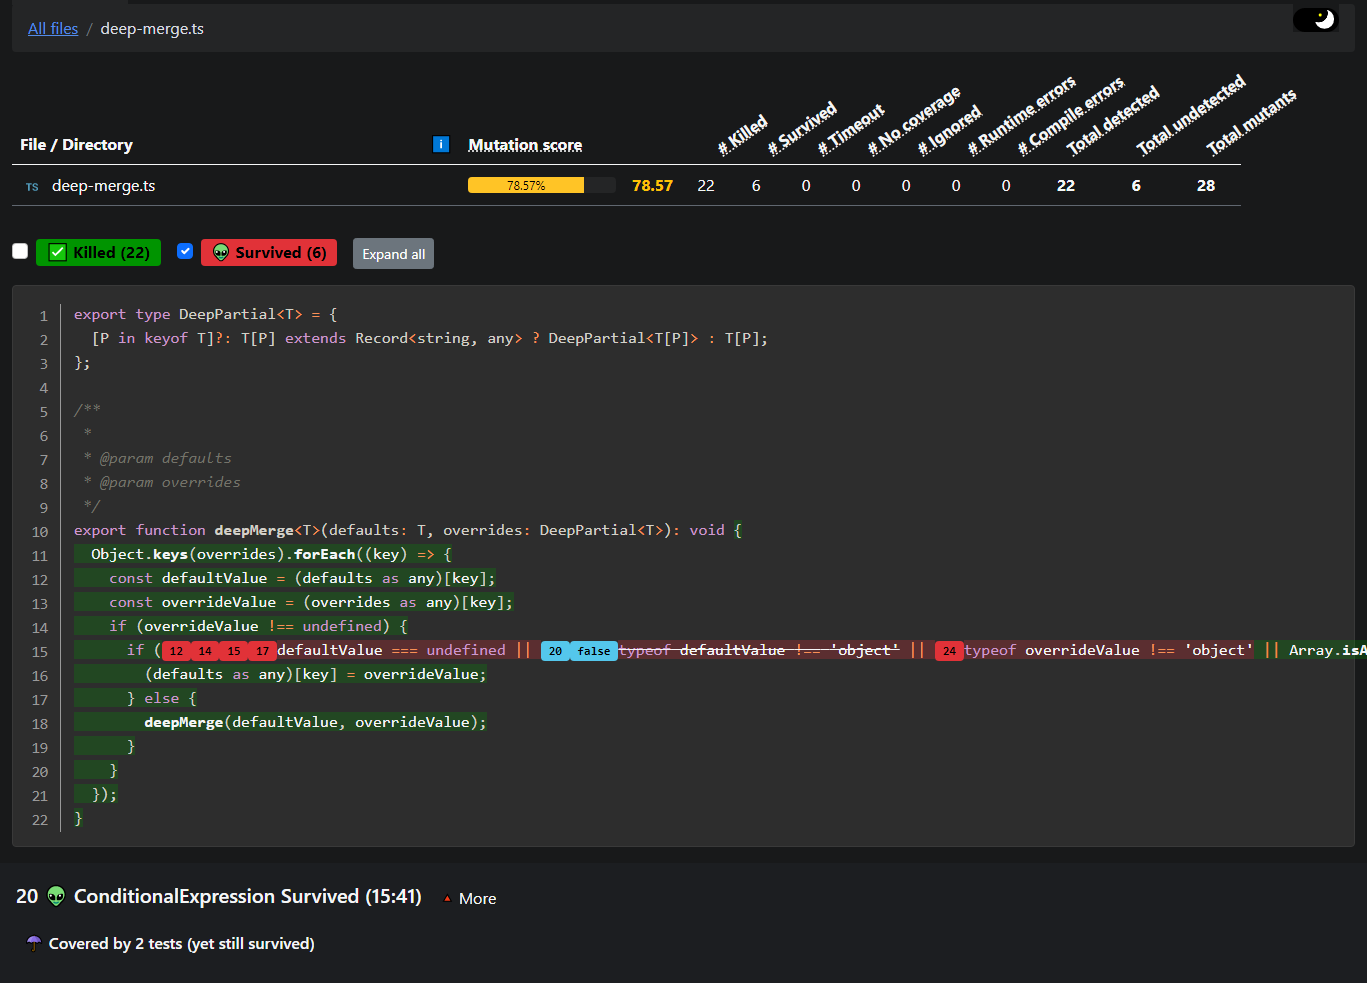 All files / deep-merge.ts
File / Directory i Mutation score # Killed # Survived # Timeout # No coverage # Ignored # Runtime errors # Compile errors Total detected Total undetected Total mutants
TS deep-merge.ts 78.57% 78.57 22 6 0 0 0 0 0 22 6 28
✅ Killed (22) 👽 Survived (6) Expand all
1 export type DeepPartial<T> = {
2 [P in keyof T]?: T[P] extends Record<string, any> ? DeepPartial<T[P]> : T[P];
3 };
4
5 /**
6 *
7 * @param defaults
8 * @param overrides
9 */
10 export function deepMerge<T>(defaults: T, overrides: DeepPartial<T>): void {
11 Object.keys(overrides).forEach((key) => {
12 const defaultValue = (defaults as any)[key];
13 const overrideValue = (overrides as any)[key];
14 if (overrideValue !== undefined) {
15 if (12 14 15 17 defaultValue === undefined || 20 false typeof defaultValue !== 'object' || 24 typeof overrideValue !== 'object' || Array.isA
16 (defaults as any)[key] = overrideValue;
17 } else {
18 deepMerge(defaultValue, overrideValue);
19 }
20 }
21 });
22 }
20 👽 ConditionalExpression Survived (15:41) 🔺 More
☂️ Covered by 2 tests (yet still survived)